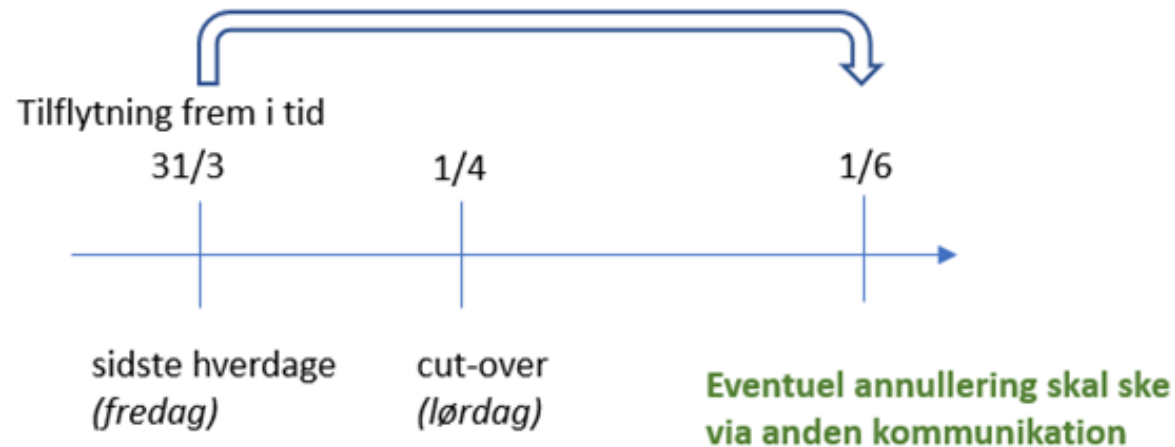 Tilflytning frem i tid
31/3 1/4 1/6
sidste hverdage cut-over
(fredag) (lørdag)
Eventuel annullering skal ske
via anden kommunikation